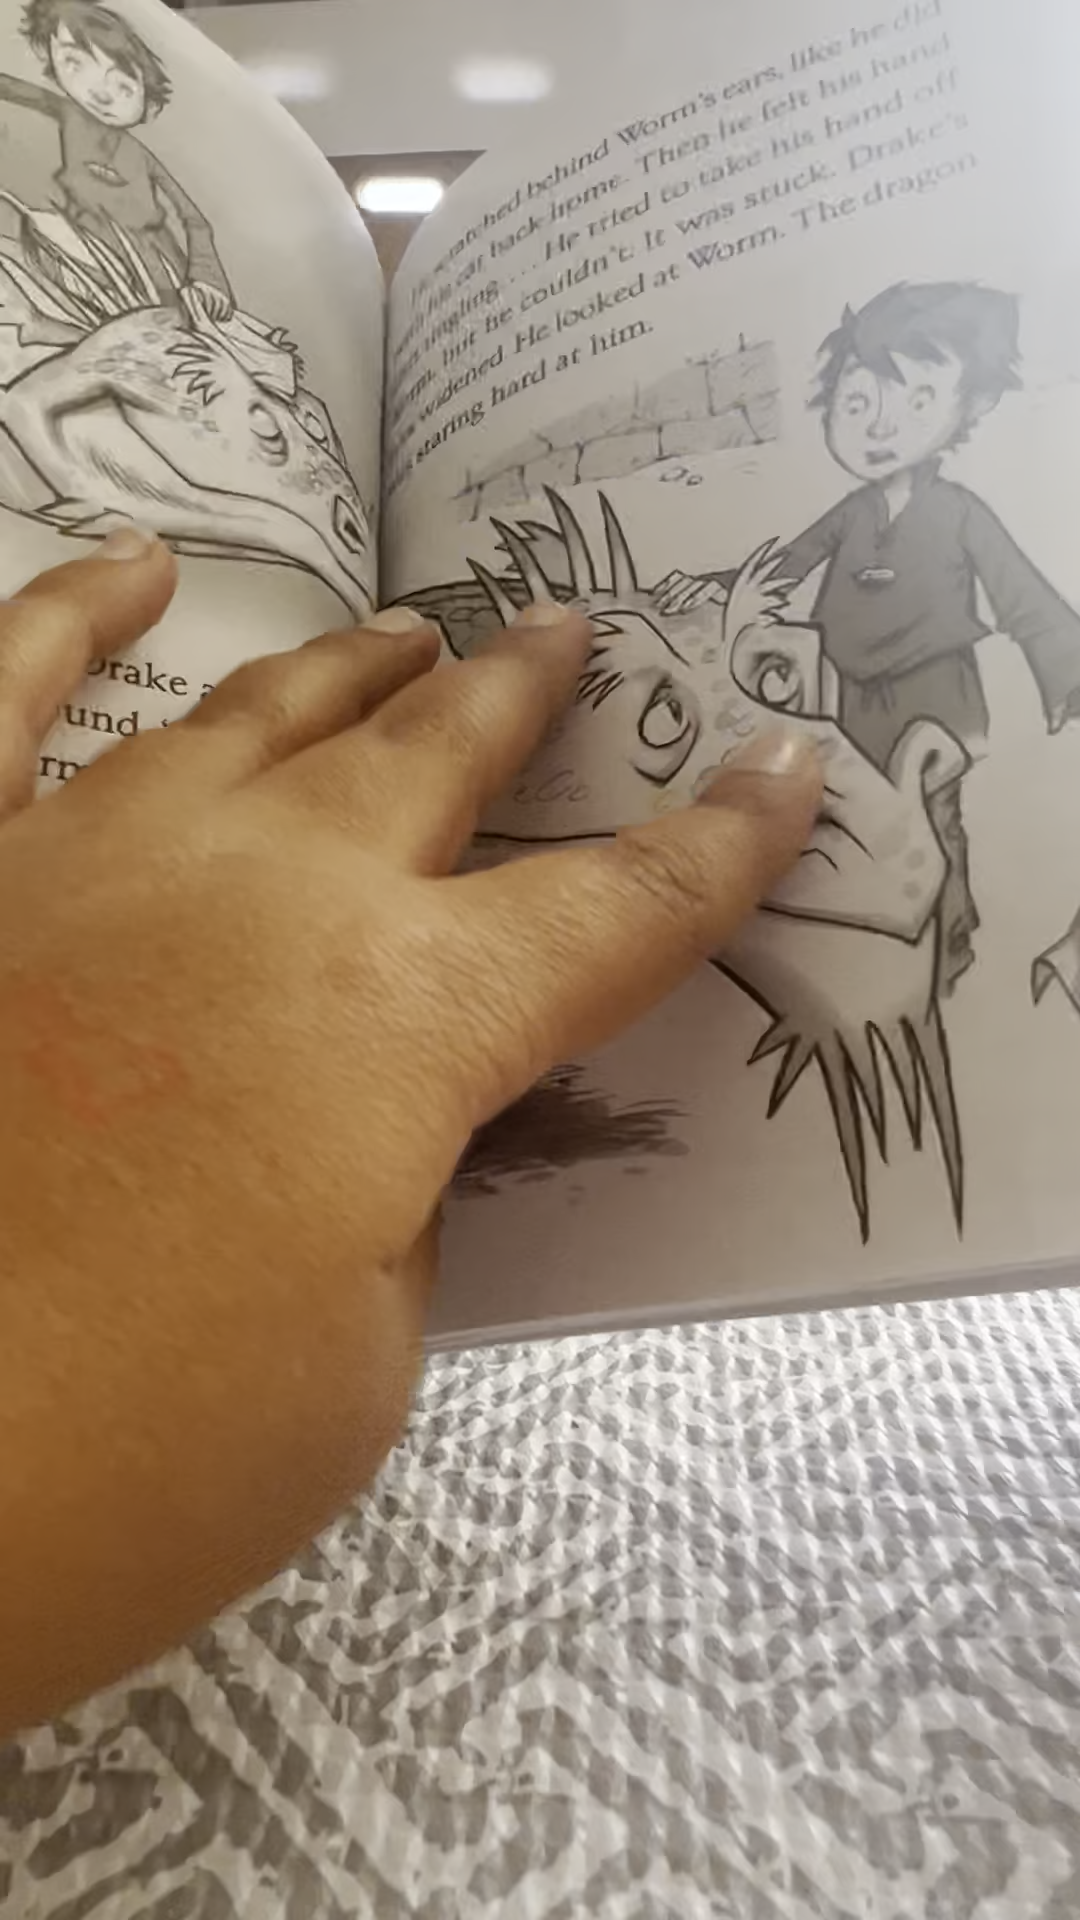 Drake
scratched behind Worm's ears, like he did
his cat back home. Then he felt his hand
tingling . . . . He tried to take his hand off
but he couldn't. It was stuck. Drake's
widened. He looked at Worm. The dragon
staring hard at him.